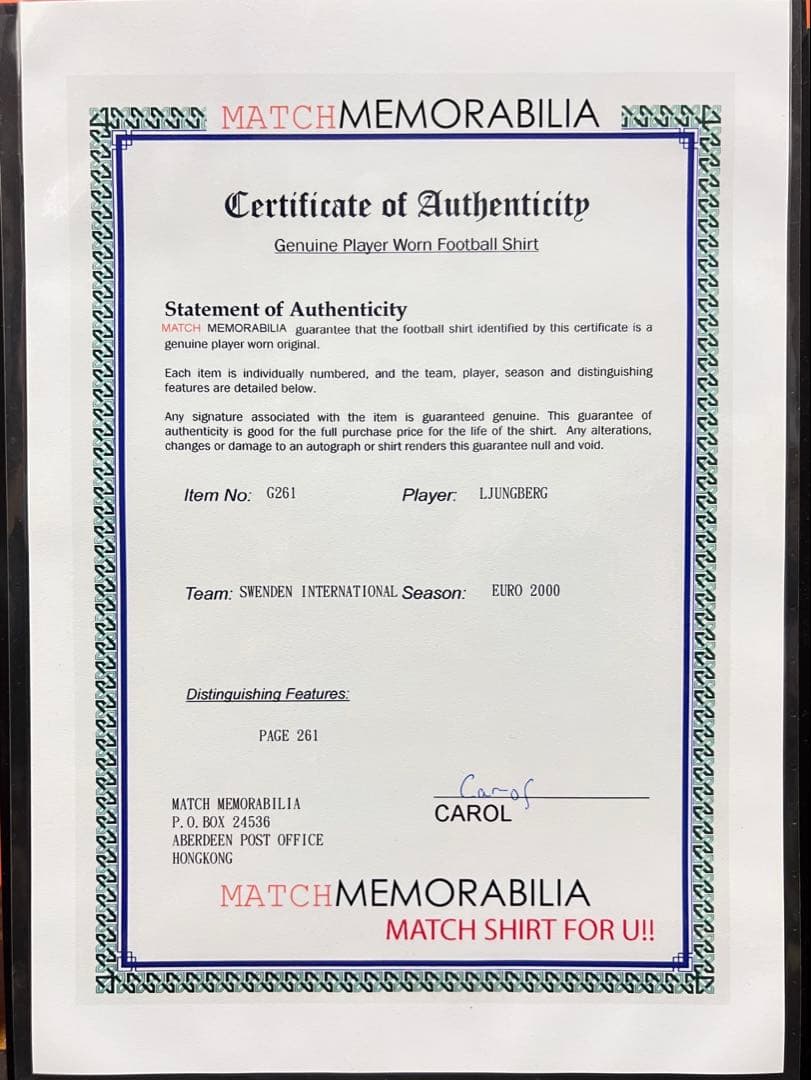 MATCHMEMORABILIA
Certificate of Authenticity
Genuine Player Worn Football Shirt
Statement of Authenticity
MATCH MEMORABILIA guarantee that the football shirt identified by this certificate is a
genuine player worn original.
Each item is individually numbered, and the team, player, season and distinguishing
features are detailed below.
Any signature associated with the item is guaranteed genuine. This guarantee of
authenticity is good for the full purchase price for the life of the shirt. Any alterations,
changes or damage to an autograph or shirt renders this guarantee null and void.
Item No: G261 Player: LJUNGBERG
Team: SWENDEN INTERNATIONAL Season: EURO 2000
Distinguishing Features:
PAGE 261
Carol
CAROL
MATCH MEMORABILIA
P.O.BOX 24536
ABERDEEN POST OFFICE
HONGKONG
MATCHMEMORABILIA
MATCH SHIRT FOR U!!